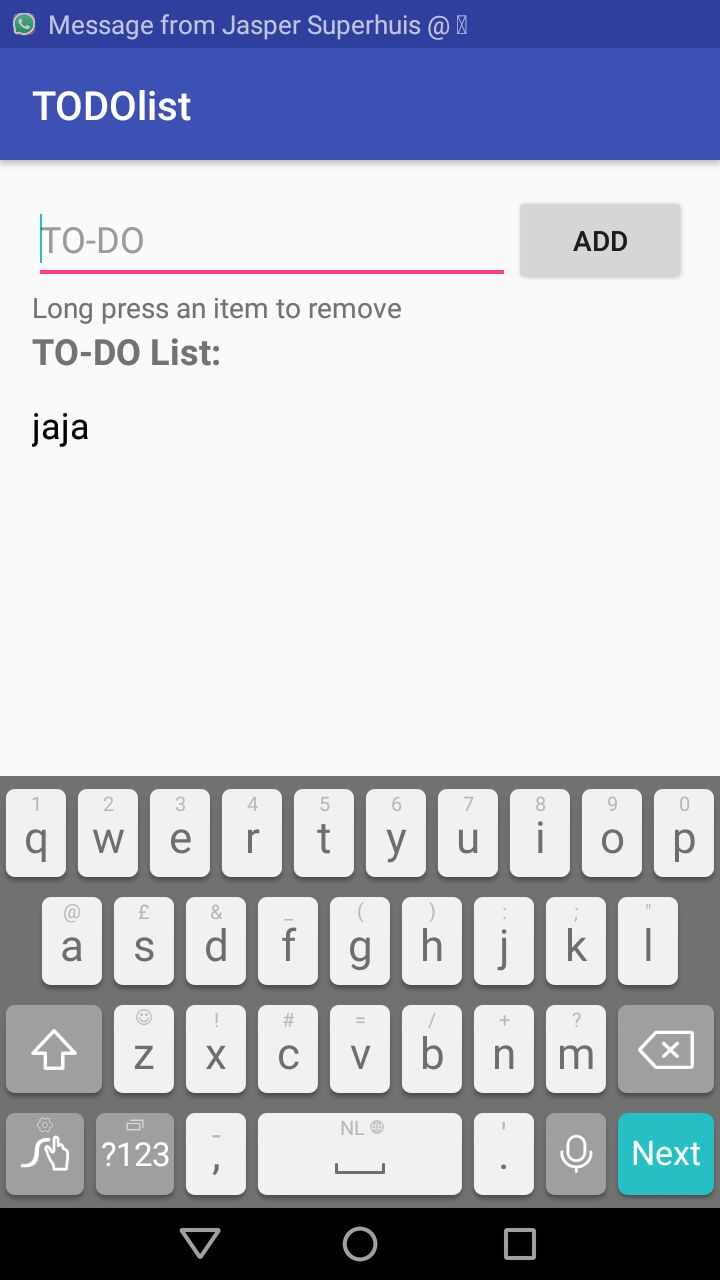 Message from Jasper Superhuis @
TODOlist
TO-DO
ADD
Long press an item to remove
TO-DO List:
jaja
1 2 3 4 5 6 7 8 9 0
q w e r t y u i o p
@ £ & _ ( ) : ; "
a s d f g h j k l
! # = / + ?
z x c v b n m
NL
?123 , . Next